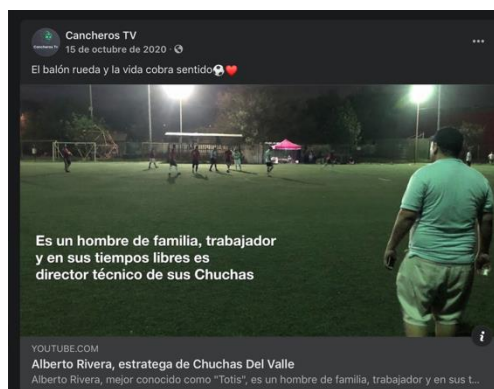 Cancheros TV
15 de octubre de 2020 ·
El balón rueda y la vida cobra sentido⚽❤️
Es un hombre de familia, trabajador
y en sus tiempos libres es
director técnico de sus Chuchas
YOUTUBE.COM
Alberto Rivera, estratega de Chuchas Del Valle
Alberto Rivera, mejor conocido como "Totis", es un hombre de familia, trabajador y en sus t...